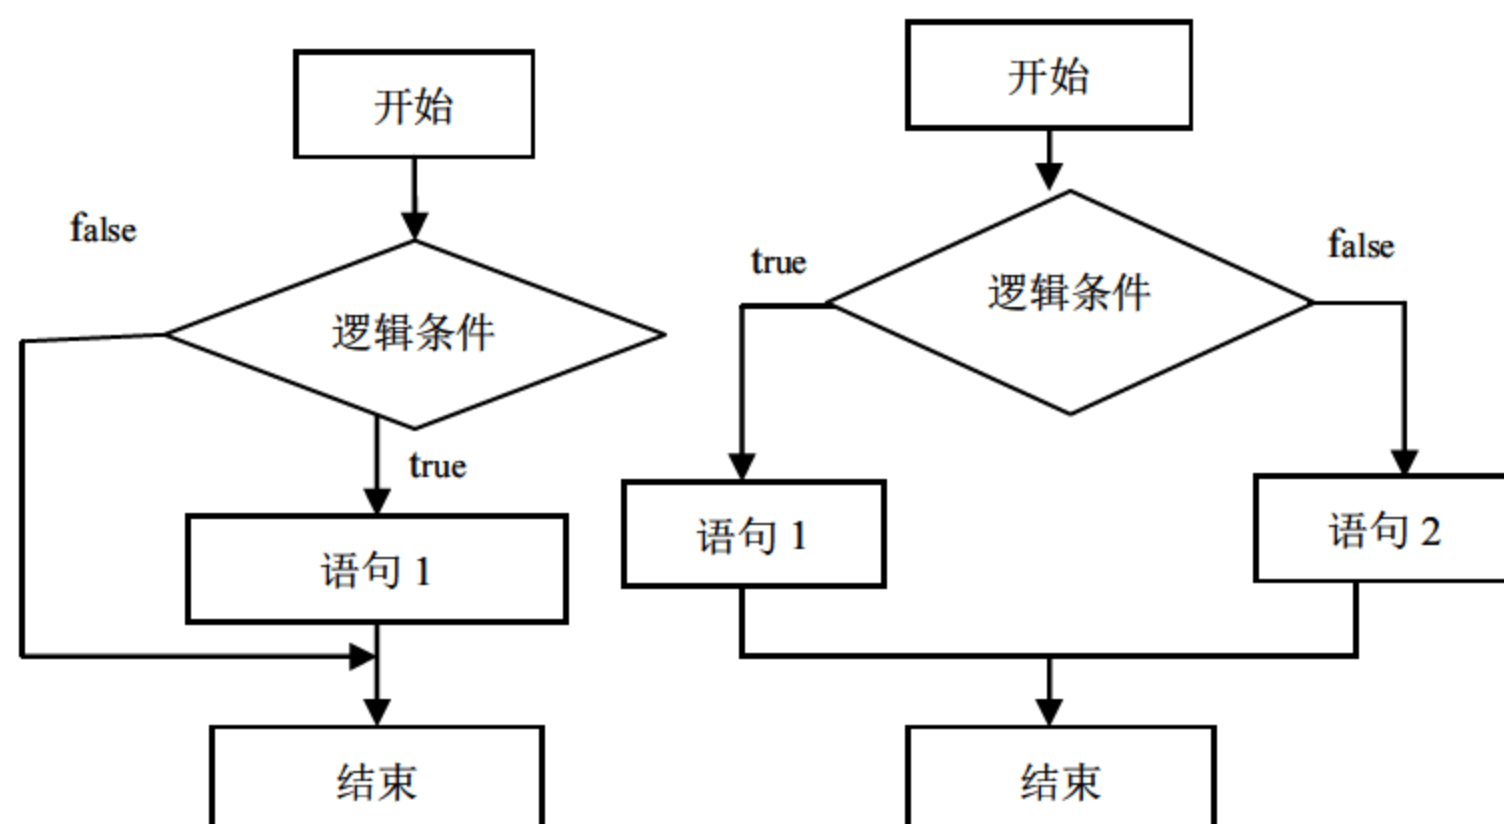 开始
false
逻辑条件
true
语句 1
结束
开始
true
false
逻辑条件
语句 1
语句 2
结束